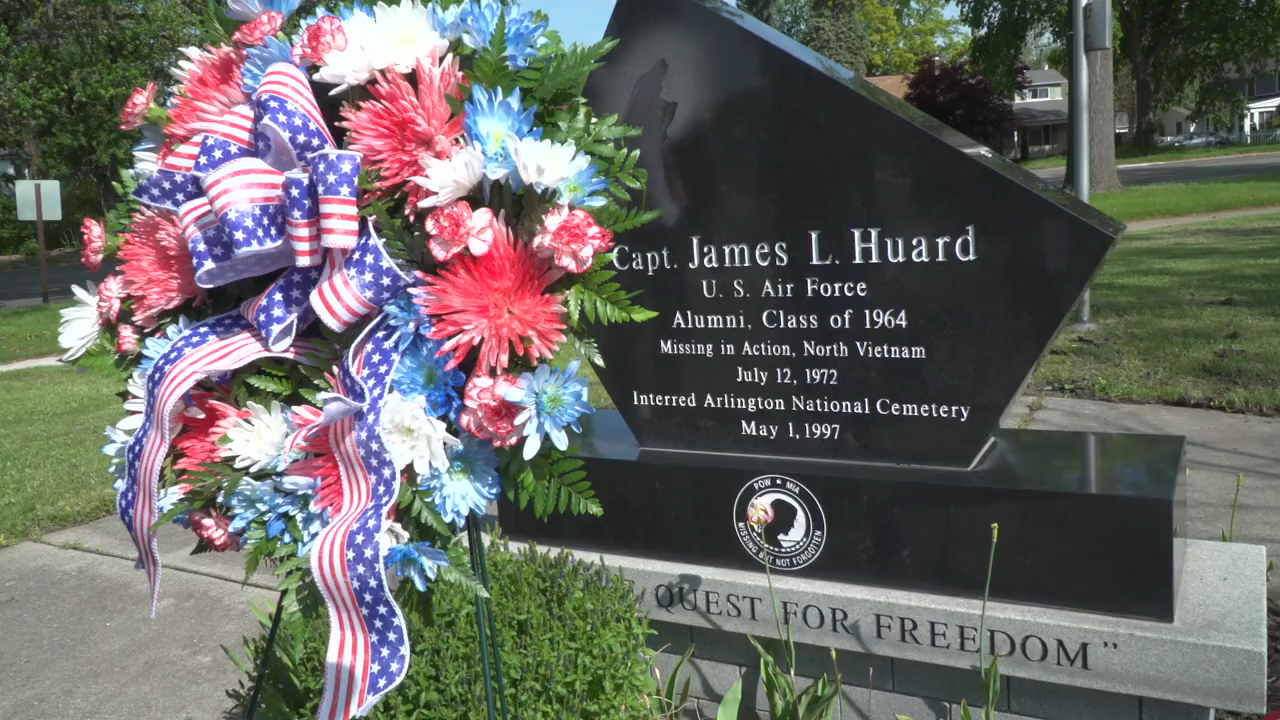 Capt. James L. Huard
U. S. Air Force
Alumni, Class of 1964
Missing in Action, North Vietnam
July 12, 1972
Interred Arlington National Cemetery
May 1, 1997
POW ★ MIA
MISSING BUT NOT FORGOTTEN
QUEST FOR FREEDOM”